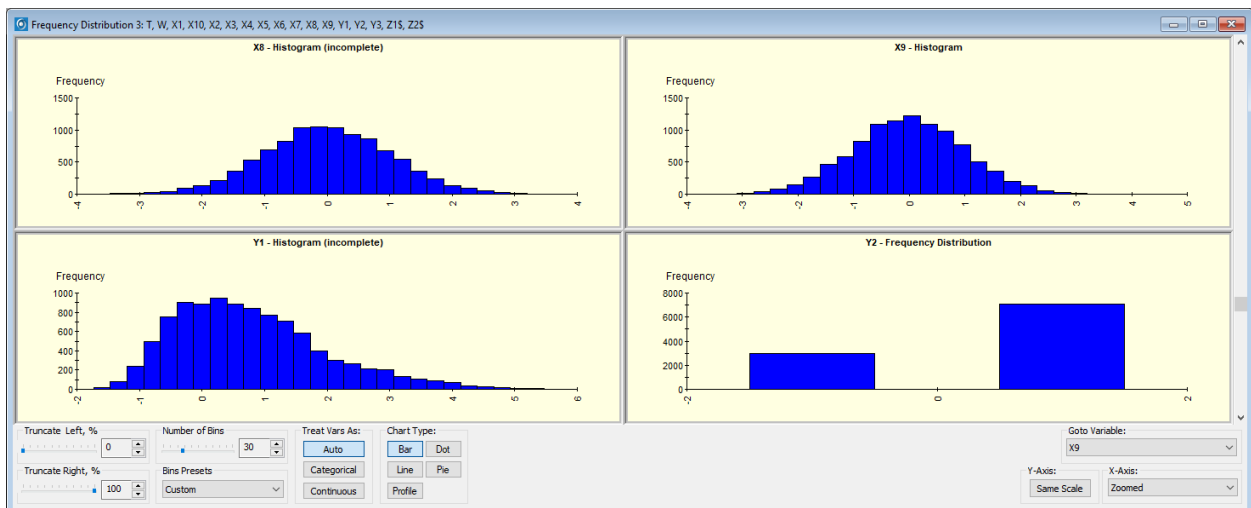 Frequency Distribution 3: T, W, X1, X10, X2, X3, X4, X5, X6, X7, X8, X9, Y1, Y2, Y3, Z1$, Z2$
X8 - Histogram (incomplete)
Frequency
1500
1000
500
0
-4
-3
-2
-1
0
1
2
3
4
X9 - Histogram
Frequency
1500
1000
500
0
-4
-3
-2
-1
0
1
2
3
4
5
Y1 - Histogram (incomplete)
Frequency
1000
800
600
400
200
0
-2
-1
0
1
2
3
4
5
6
Y2 - Frequency Distribution
Frequency
8000
6000
4000
2000
0
-2
0
2
Truncate Left, %
0
Number of Bins
30
Treat Vars As:
Auto
Categorical
Continuous
Chart Type:
Bar Dot
Line Pie
Profile
Goto Variable:
X9
Truncate Right, %
100
Bins Presets
Custom
Y-Axis:
Same Scale
X-Axis:
Zoomed